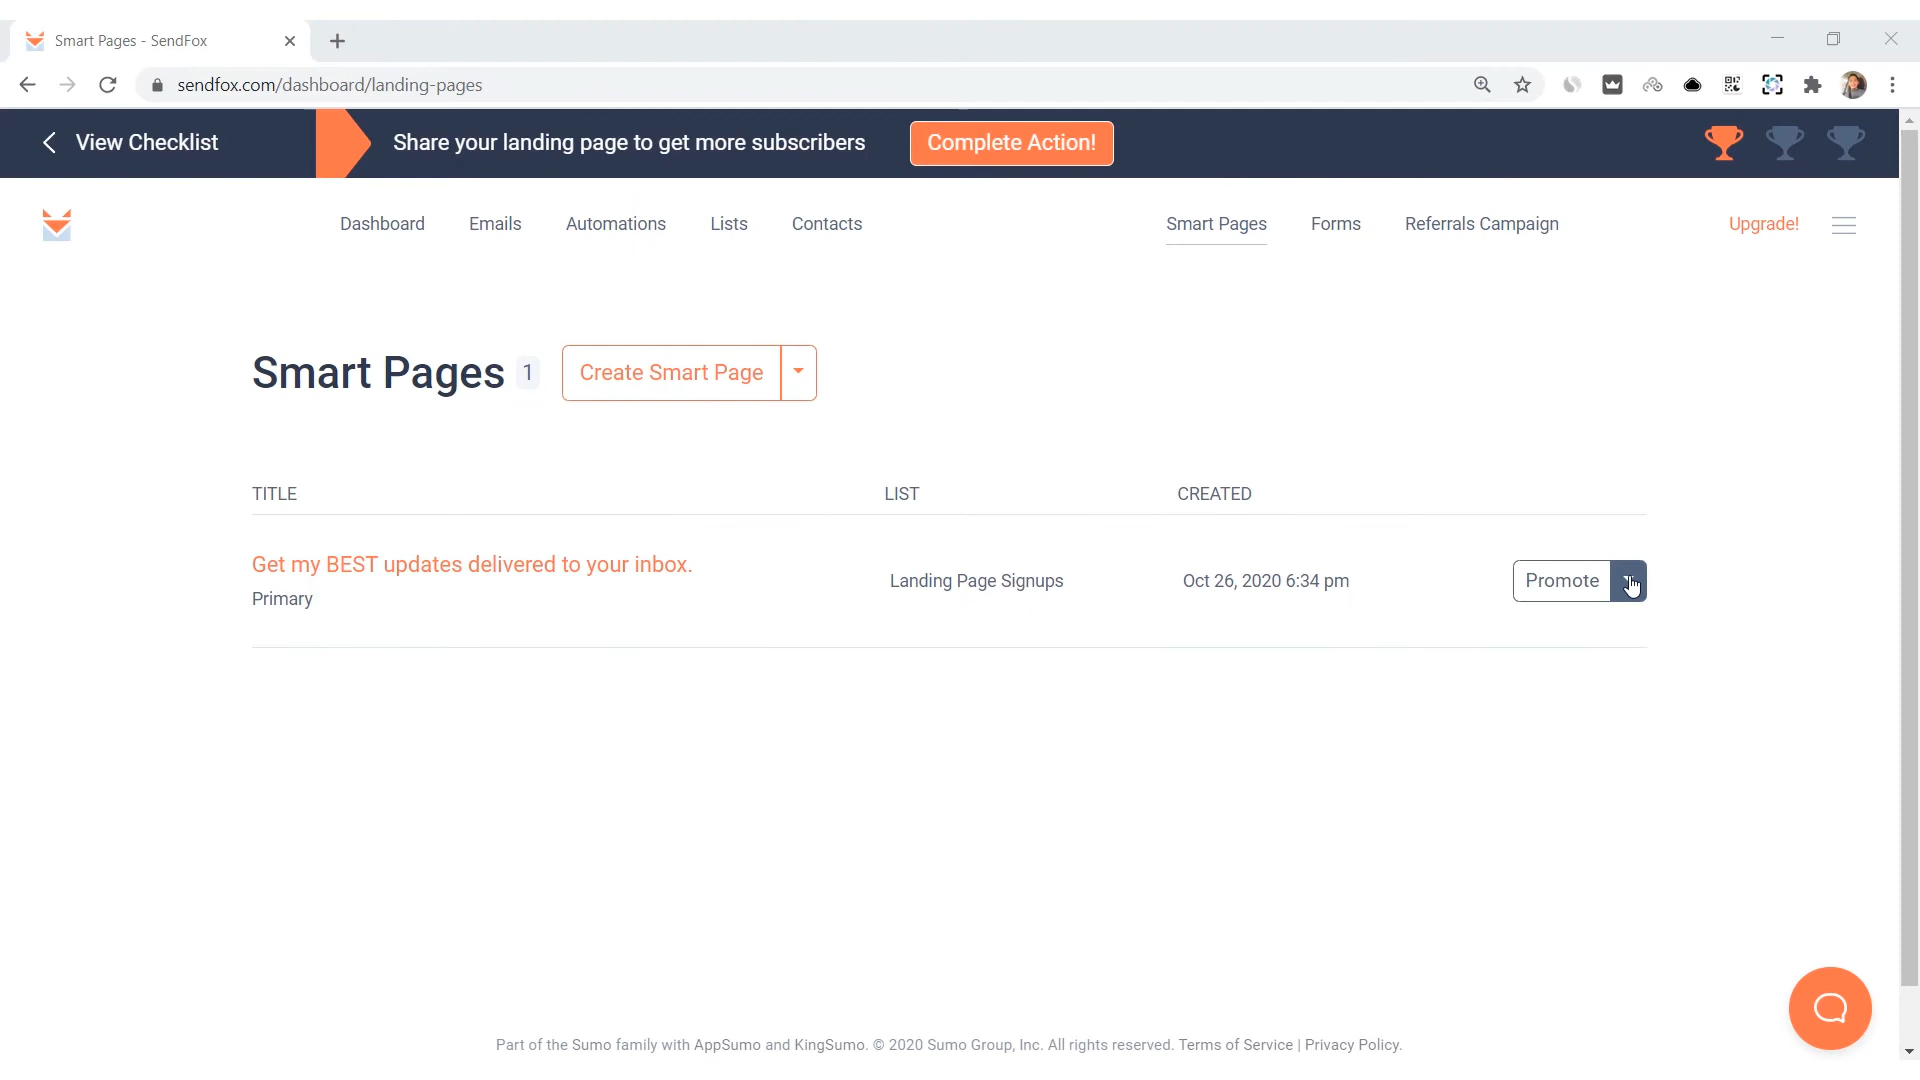 Smart Pages - SendFox
sendfox.com/dashboard/landing-pages
View Checklist
Share your landing page to get more subscribers
Complete Action!
Dashboard
Emails
Automations
Lists
Contacts
Smart Pages
Forms
Referrals Campaign
Upgrade!
Smart Pages 1
Create Smart Page
TITLE
LIST
CREATED
Get my BEST updates delivered to your inbox.
Primary
Landing Page Signups
Oct 26, 2020 6:34 pm
Promote
Part of the Sumo family with AppSumo and KingSumo. © 2020 Sumo Group, Inc. All rights reserved. Terms of Service | Privacy Policy.